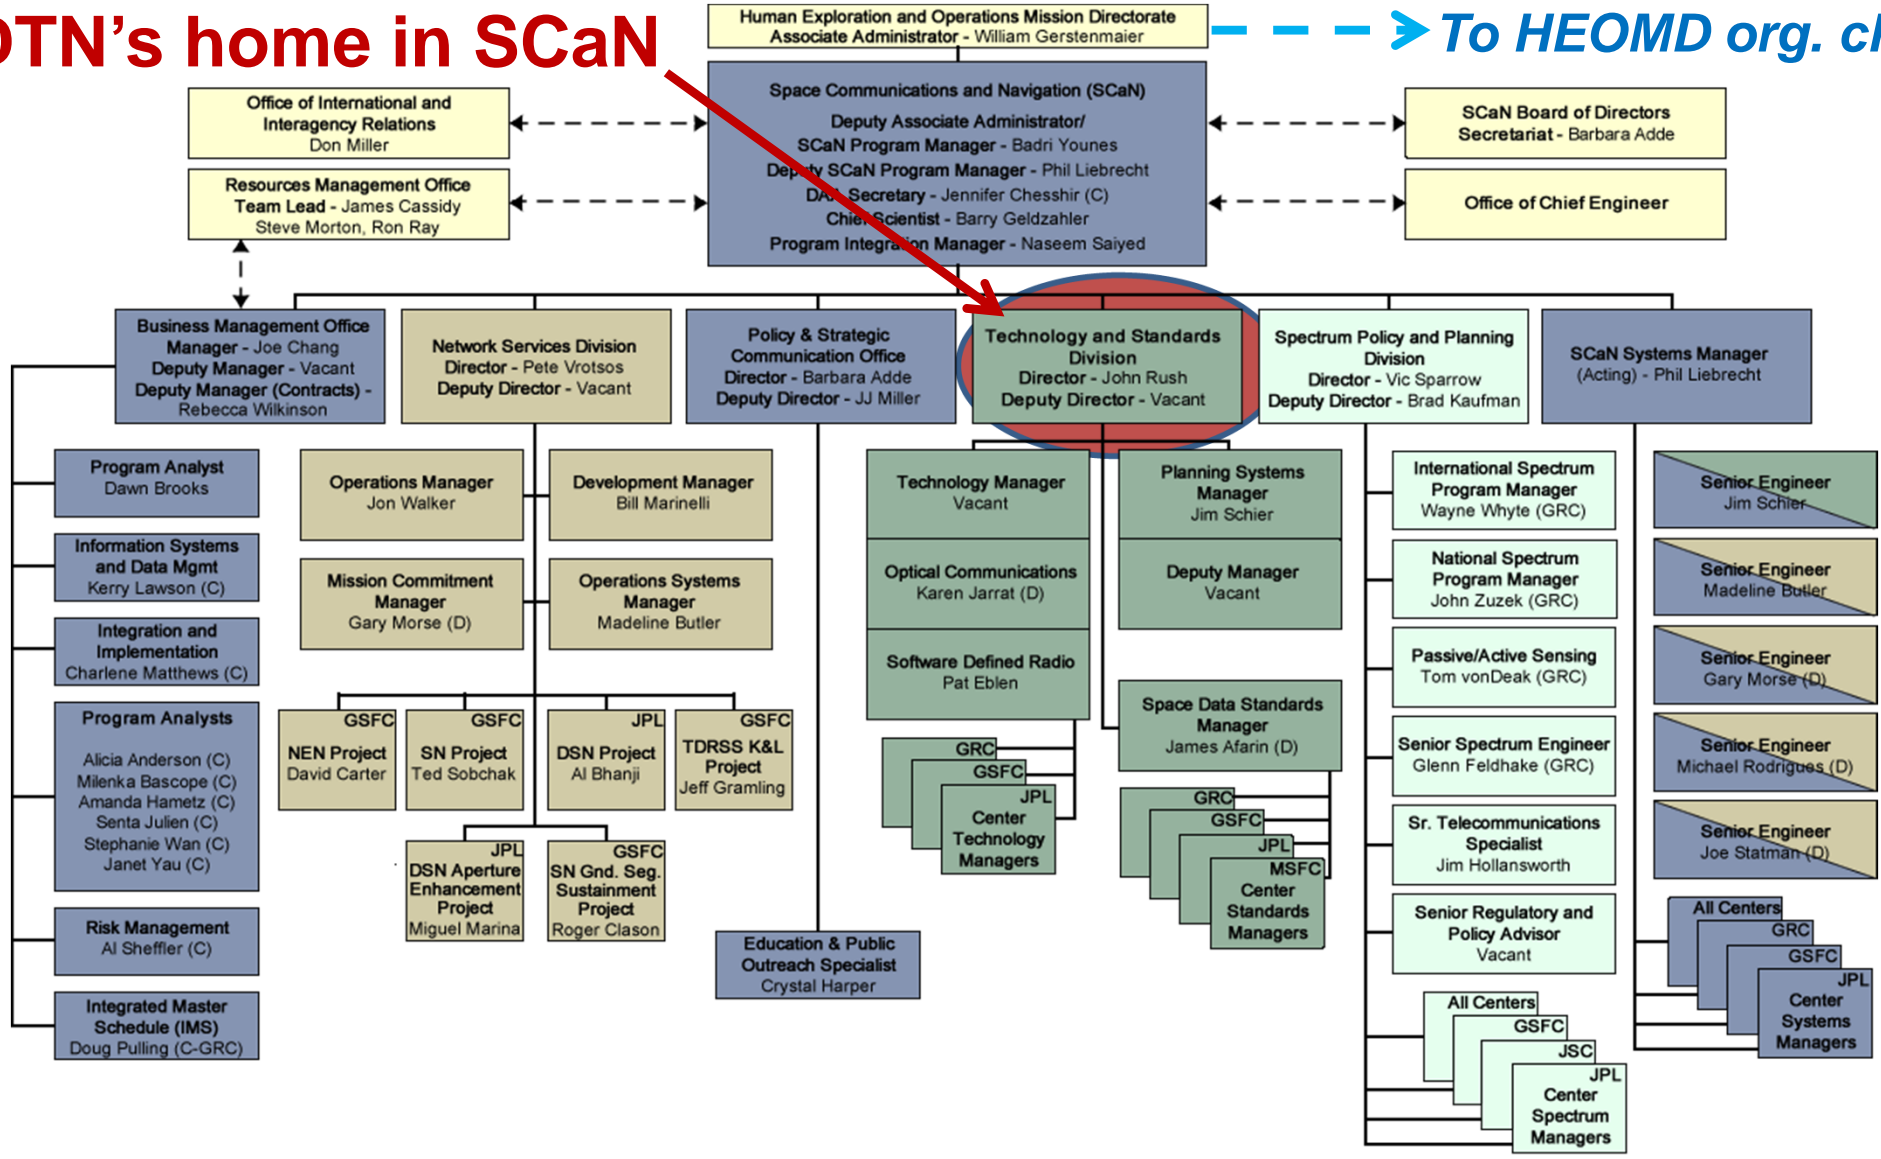 DTN’s home in SCaN
Human Exploration and Operations Mission Directorate
Associate Administrator - William Gerstenmaier
To HEOMD org.
Office of International and
Interagency Relations
Don Miller
Resources Management Office
Team Lead - James Cassidy
Steve Morton, Ron Ray
Space Communications and Navigation (SCaN)
Deputy Associate Administrator/
SCaN Program Manager - Badri Younes
Deputy SCaN Program Manager - Phil Liebrecht
DAA Secretary - Jennifer Chesshir (C)
Chief Scientist - Barry Geldzahler
Program Integration Manager - Naseem Saiyed
SCaN Board of Directors
Secretariat - Barbara Adde
Office of Chief Engineer
Business Management Office
Manager - Joe Chang
Deputy Manager - Vacant
Deputy Manager (Contracts) -
Rebecca Wilkinson
Network Services Division
Director - Pete Vrotsos
Deputy Director - Vacant
Policy & Strategic
Communication Office
Director - Barbara Adde
Deputy Director - JJ Miller
Technology and Standards
Division
Director - John Rush
Deputy Director - Vacant
Spectrum Policy and Planning
Division
Director - Vic Sparrow
Deputy Director - Brad Kaufman
SCaN Systems Manager
(Acting) - Phil Liebrecht
Program Analyst
Dawn Brooks
Information Systems
and Data Mgmt
Kerry Lawson (C)
Integration and
Implementation
Charlene Matthews (C)
Program Analysts
Alicia Anderson (C)
Milenka Bascope (C)
Amanda Hametz (C)
Senta Julien (C)
Stephanie Wan (C)
Janet Yau (C)
Risk Management
Al Sheffler (C)
Integrated Master
Schedule (IMS)
Doug Pulling (C-GRC)
Operations Manager
Jon Walker
Development Manager
Bill Marinelli
Mission Commitment
Manager
Gary Morse (D)
Operations Systems
Manager
Madeline Butler
GSFC
NEN Project
David Carter
GSFC
SN Project
Ted Sobchak
JPL
DSN Project
Al Bhanji
GSFC
TDRSS K&L
Project
Jeff Gramling
JPL
DSN Aperture
Enhancement
Project
Miguel Marina
GSFC
SN Gnd. Seg.
Sustainment
Project
Roger Clason
Education & Public
Outreach Specialist
Crystal Harper
Technology Manager
Vacant
Optical Communications
Karen Jarrat (D)
Software Defined Radio
Pat Eblen
GRC
GSFC
JPL
Center
Technology
Managers
Planning Systems
Manager
Jim Schier
Deputy Manager
Vacant
Space Data Standards
Manager
James Afarin (D)
GRC
GSFC
JPL
MSFC
Center
Standards
Managers
International Spectrum
Program Manager
Wayne Whyte (GRC)
National Spectrum
Program Manager
John Zuzek (GRC)
Passive/Active Sensing
Tom vonDeak (GRC)
Senior Spectrum Engineer
Glenn Feldhake (GRC)
Sr. Telecommunications
Specialist
Jim Hollansworth
Senior Regulatory and
Policy Advisor
Vacant
All Centers
GSFC
JSC
JPL
Center
Spectrum
Managers
Senior Engineer
Jim Schier
Senior Engineer
Madeline Butler
Senior Engineer
Gary Morse (D)
Senior Engineer
Michael Rodrigues (D)
Senior Engineer
Joe Statman (D)
All Centers
GRC
GSFC
JPL
Center
Systems
Managers